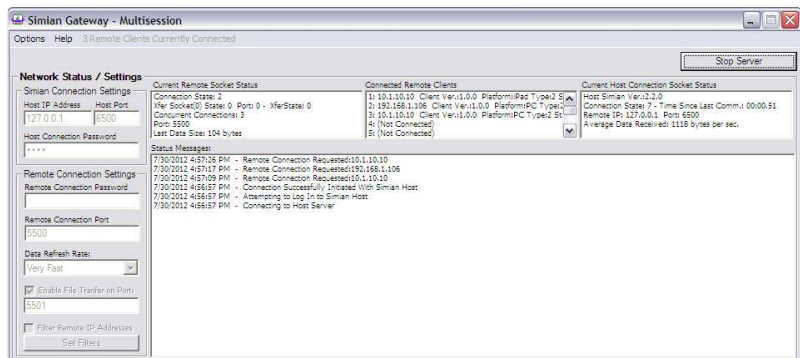 Simian Gateway - Multisession
Options Help 3 Remote Clients Currently Connected
Stop Server
Network Status / Settings
Simian Connection Settings
Host IP Address Host Port
127.0.0.1 6500
Host Connection Password
****
Remote Connection Settings
Remote Connection Password
Remote Connection Port
5500
Data Refresh Rate:
Very Fast
Enable File Tranfer on Port:
5501
Filter Remote IP Addresses
Set Filters
Current Remote Socket Status
Connection State: 2
Xfer Socket(0) State: 0 Port: 0 - XferState: 0
Concurrent Connections: 3
Port: 5500
Last Data Size: 104 bytes
Connected Remote Clients
1: 10.1.10.10 Client Ver.:1.0.0 Platform:iPad Type:2 S
2: 192.168.1.106 Client Ver.:1.0.0 Platform:PC Type:2
3: 10.1.10.10 Client Ver.:1.0.0 Platform:PC Type:2 St
4: (Not Connected)
5: (Not Connected)
Current Host Connection Socket Status
Host Simian Ver.:2.2.0
Connection State: 7 - Time Since Last Comm.: 00:00.51
Remote IP: 127.0.0.1 Port: 6500
Average Data Received: 1118 bytes per sec.
Status Messages:
7/30/2012 4:57:26 PM - Remote Connection Requested:10.1.10.10
7/30/2012 4:57:17 PM - Remote Connection Requested:192.168.1.106
7/30/2012 4:57:09 PM - Remote Connection Requested:10.1.10.10
7/30/2012 4:56:57 PM - Connection Successfully Initiated With Simian Host
7/30/2012 4:56:57 PM - Attempting to Log In to Simian Host
7/30/2012 4:56:57 PM - Connecting to Host Server